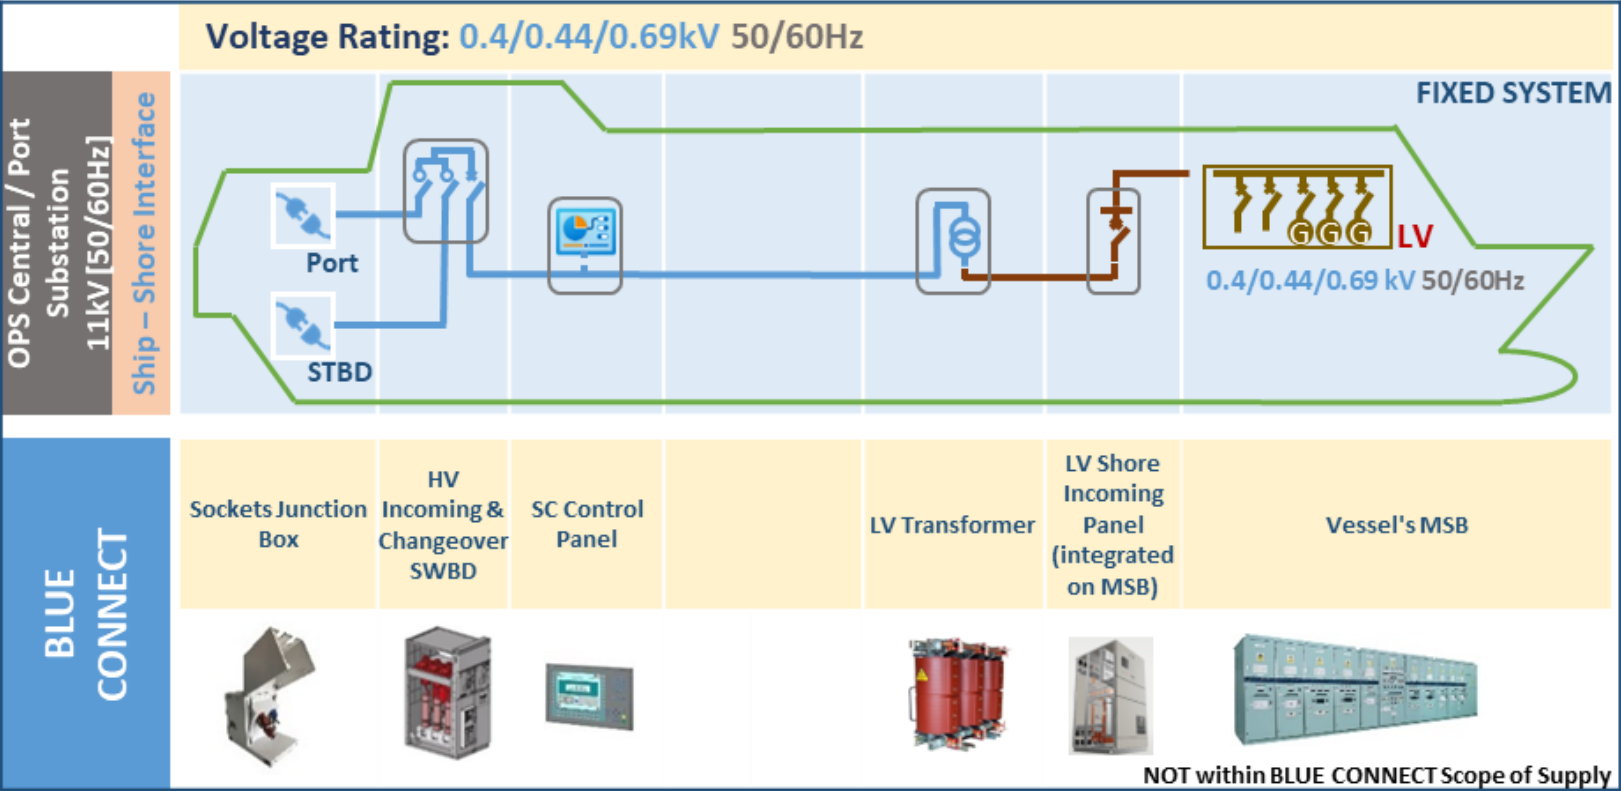 Voltage Rating: 0.4/0.44/0.69kV 50/60Hz
OPS Central / Port
Substation
11kV [50/60Hz]
Ship – Shore Interface
FIXED SYSTEM
Port
STBD
G G G
LV
0.4/0.44/0.69 kV 50/60Hz
BLUE
CONNECT
Sockets Junction
Box
HV
Incoming &
Changeover
SWBD
SC Control
Panel
LV Transformer
LV Shore
Incoming
Panel
(integrated
on MSB)
Vessel's MSB
NOT within BLUE CONNECT Scope of Supply